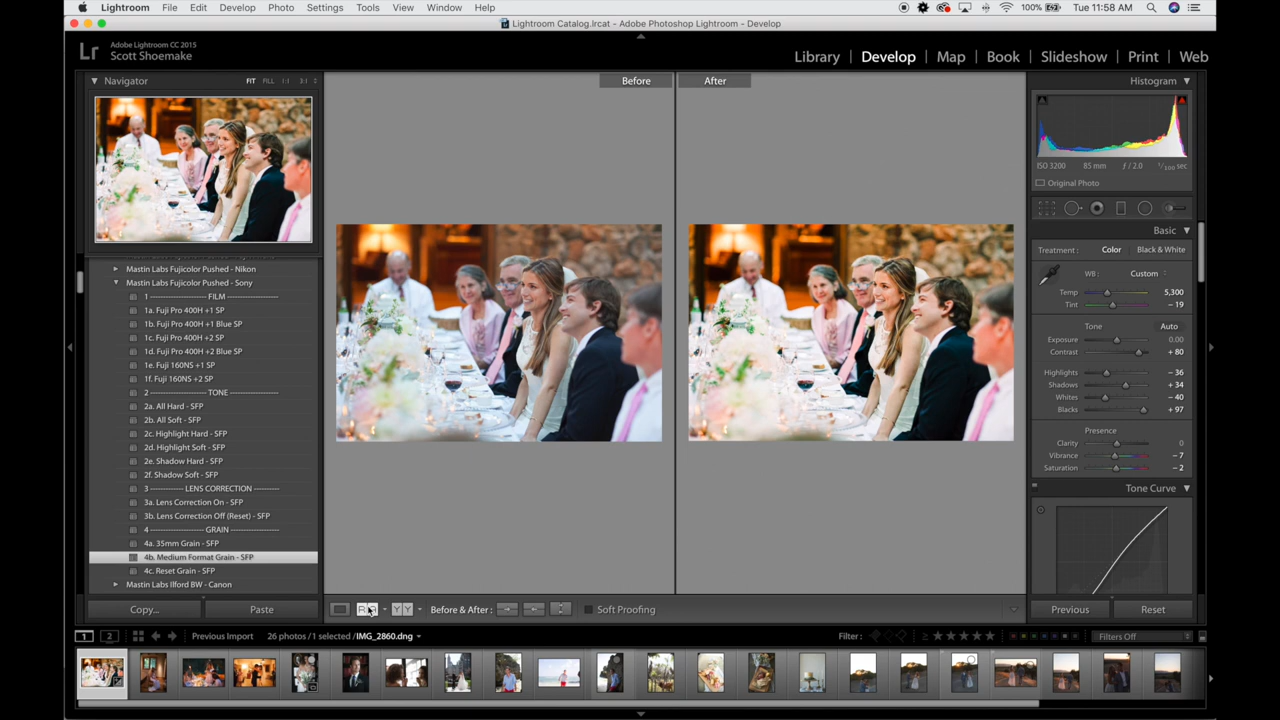 Lightroom File Edit Develop Photo Settings Tools View Window Help 100% Tue 11:58 AM
Lightroom Catalog.lrcat - Adobe Photoshop Lightroom - Develop
Lr Adobe Lightroom CC 2015
Scott Shoemake
Library | Develop | Map | Book | Slideshow | Print | Web
Navigator FIT FILL 1:1 3:1
Before After
Histogram
ISO 3200 85 mm ƒ / 2.0
Original Photo
Basic
Treatment : Color Black & White
WB : Custom
Temp 5,300
Tint – 19
Tone Auto
Exposure 0.00
Contrast + 80
Highlights – 36
Shadows + 34
Whites – 40
Blacks + 97
Presence
Clarity 0
Vibrance – 7
Saturation – 2
Tone Curve
Mastin Labs Fujicolor Pushed - Nikon
Mastin Labs Fujicolor Pushed - Sony
1 -------------------- FILM --------------------
1a. Fuji Pro 400H +1 SP
1b. Fuji Pro 400H +1 Blue SP
1c. Fuji Pro 400H +2 SP
1d. Fuji Pro 400H +2 Blue SP
1e. Fuji 160NS +1 SP
1f. Fuji 160NS +2 SP
2 -------------------- TONE --------------------
2a. All Hard - SFP
2b. All Soft - SFP
2c. Highlight Hard - SFP
2d. Highlight Soft - SFP
2e. Shadow Hard - SFP
2f. Shadow Soft - SFP
3 ------------- LENS CORRECTION -------------
3a. Lens Correction On - SFP
3b. Lens Correction Off (Reset) - SFP
4 -------------------- GRAIN --------------------
4a. 35mm Grain - SFP
4b. Medium Format Grain - SFP
4c. Reset Grain - SFP
Mastin Labs Ilford BW - Canon
Copy... Paste
Y Y Before & After : Soft Proofing
Previous Reset
1 2 Previous Import 26 photos / 1 selected / IMG_2860.dng
Filter : Filters Off